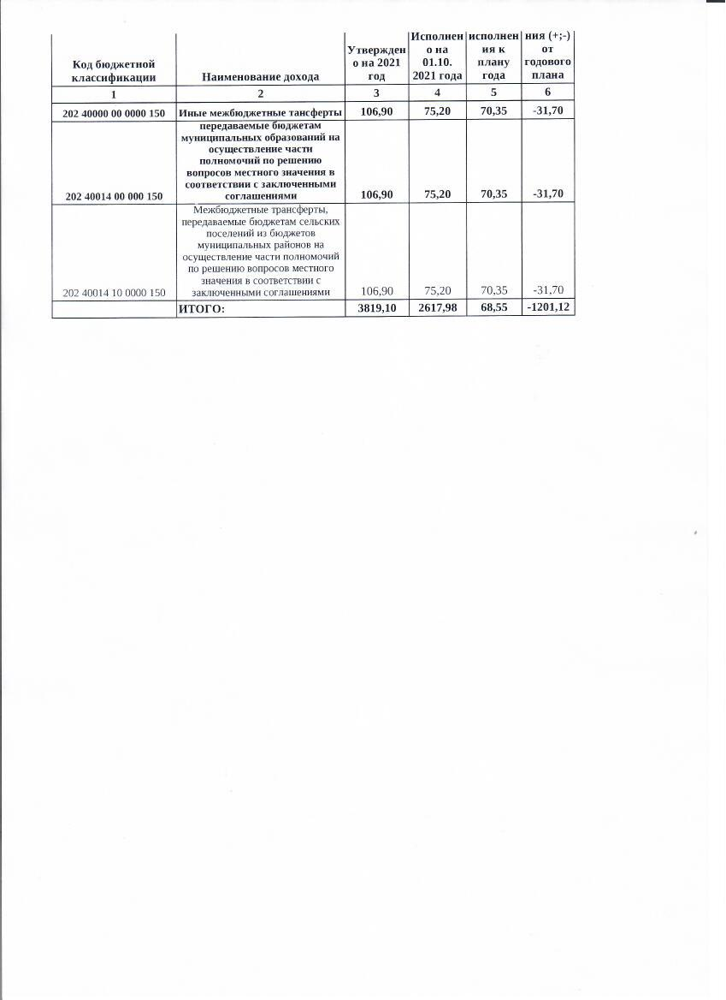 Код бюджетной
классификации
Наименование дохода
Утвержден
о на 2021
год
Исполнен
о на
01.10.
2021 года
исполнен
ия к
плану
года
ния (+;-)
от
годового
плана
1 2 3 4 5 6
202 40000 00 0000 150 Иные межбюджетные тансферты 106,90 75,20 70,35 -31,70
передаваемые бюджетам
муниципальных образований на
осуществление части
полномочий по решению
вопросов местного значения в
соответствии с заключенными
202 40014 00 000 150 соглашениями 106,90 75,20 70,35 -31,70
Межбюджетные трансферты,
передаваемые бюджетам сельских
поселений из бюджетов
муниципальных районов на
осуществление части полномочий
по решению вопросов местного
значения в соответствии с
202 40014 10 0000 150 заключенными соглашениями 106,90 75,20 70,35 -31,70
ИТОГО: 3819,10 2617,98 68,55 -1201,12